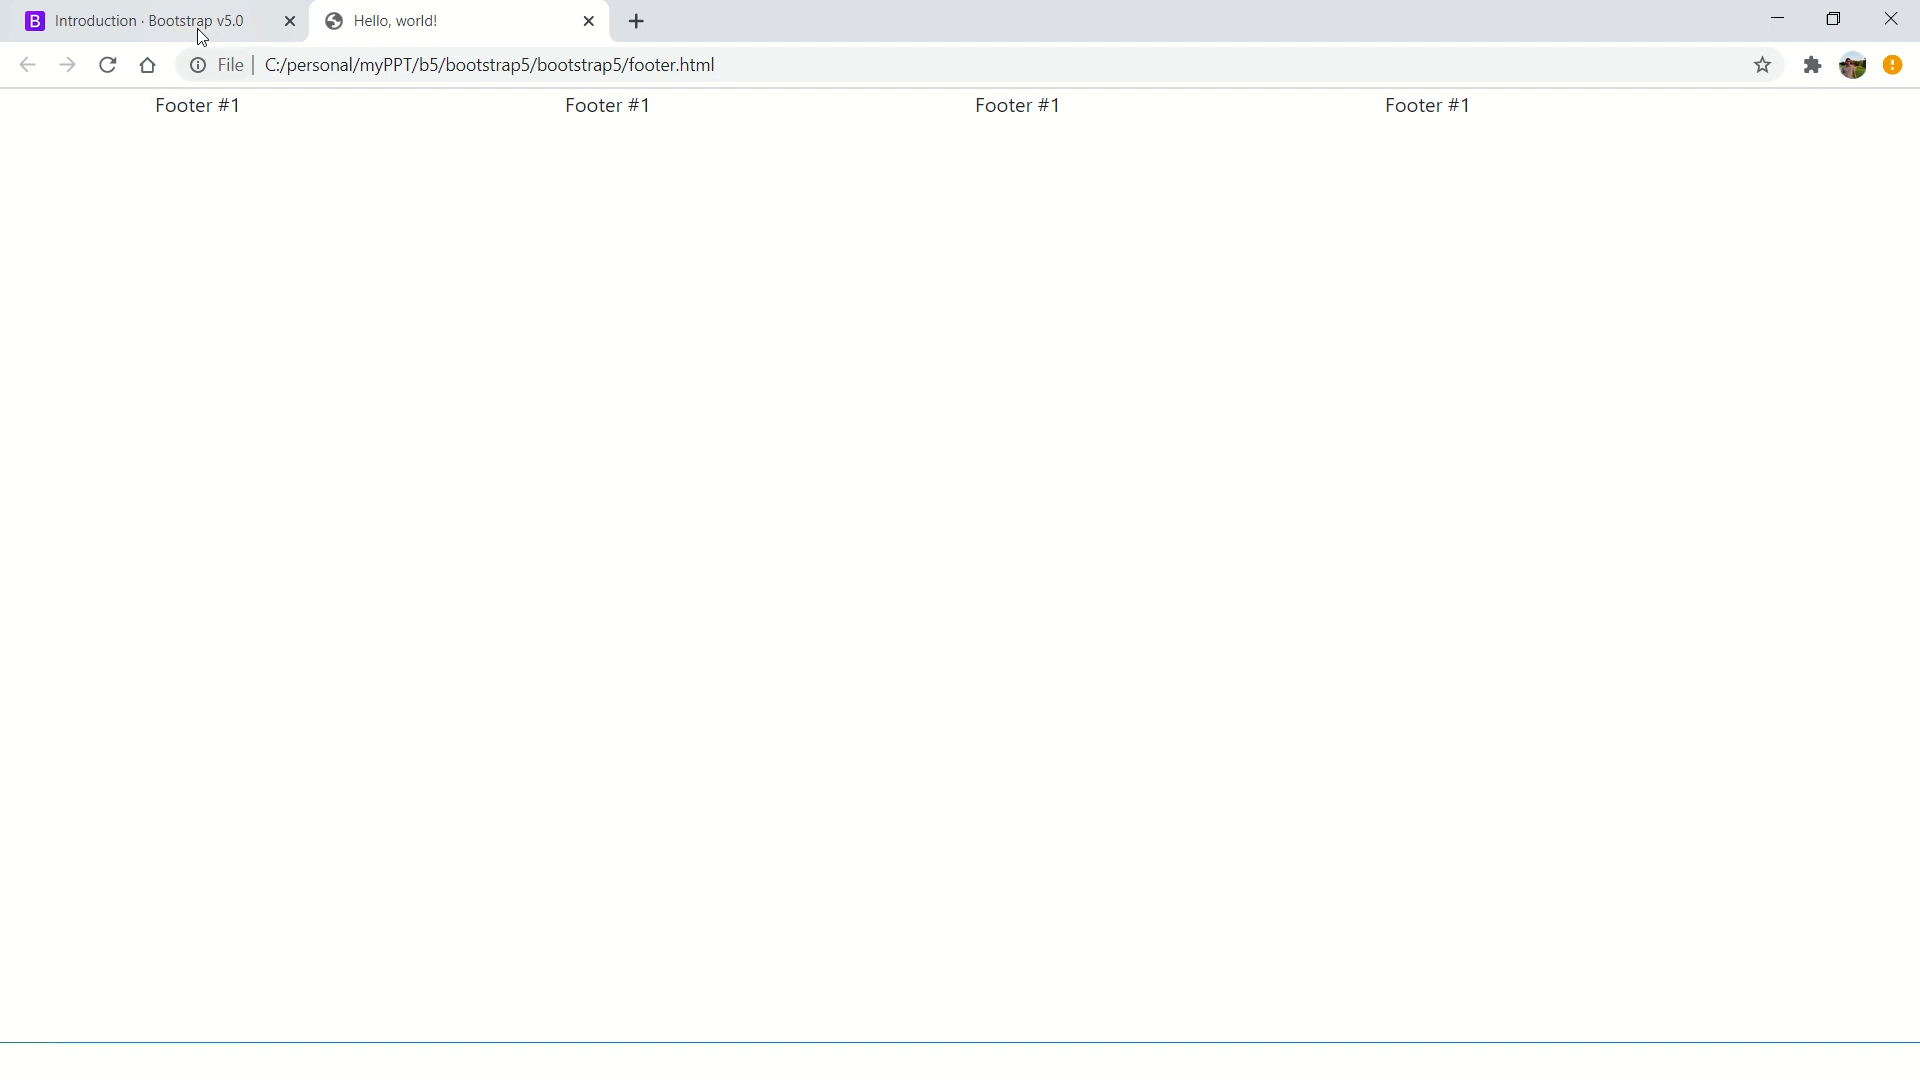 B Introduction · Bootstrap v5.0
Hello, world!
File
C:/personal/myPPT/b5/bootstrap5/bootstrap5/footer.html
Footer #1 Footer #1 Footer #1 Footer #1